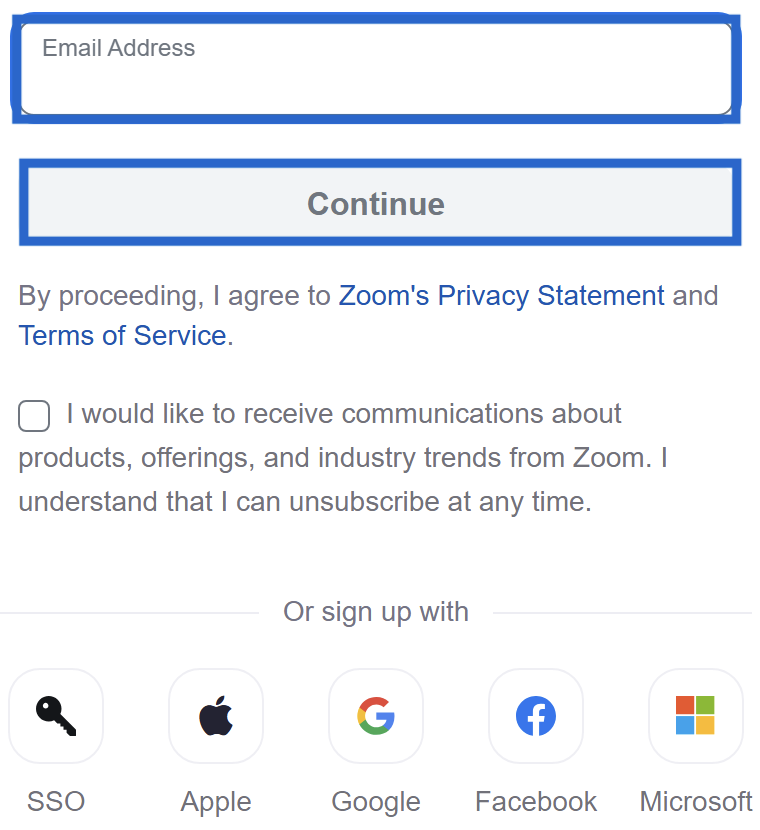 Email Address
Continue
By proceeding, I agree to Zoom's Privacy Statement and
Terms of Service.
I would like to receive communications about
products, offerings, and industry trends from Zoom. I
understand that I can unsubscribe at any time.
Or sign up with
SSO
Apple
Google
Facebook
Microsoft